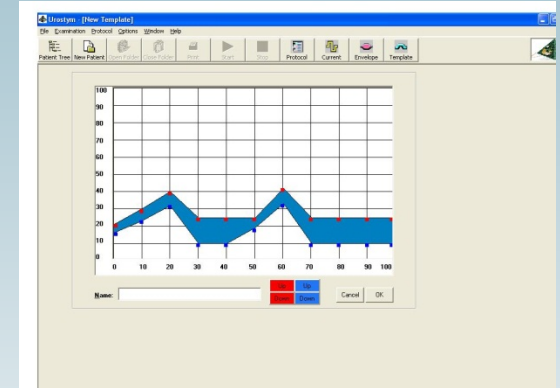 Urostym - [New Template]
File Examination Protocol Options Window Help
Patient Tree New Patient Open Folder Close Folder Print Start Stop Protocol Current Envelope Template
100
90
80
70
60
50
40
30
20
10
0
0 10 20 30 40 50 60 70 80 90 100
Up Up
Name: Cancel OK
Down Down